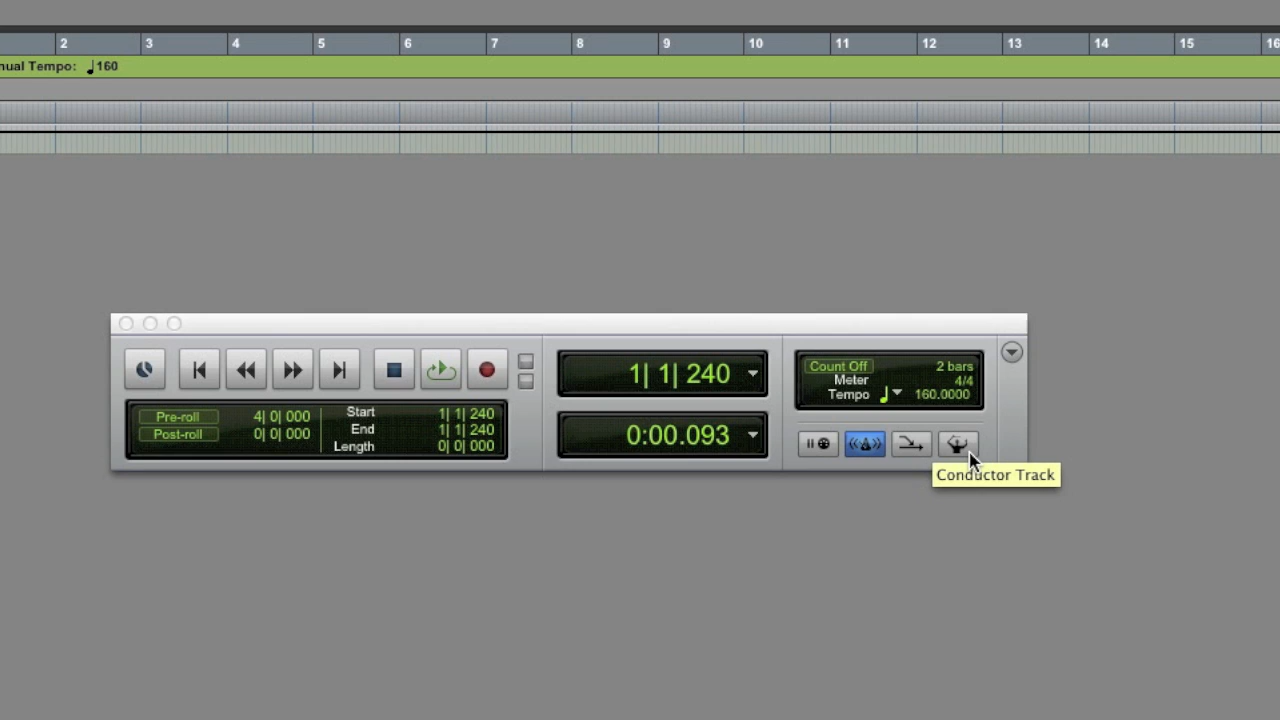 2 3 4 5 6 7 8 9 10 11 12 13 14 15 16
nual Tempo: ♩160
Pre-roll 4| 0| 000
Post-roll 0| 0| 000
Start 1| 1| 240
End 1| 1| 240
Length 0| 0| 000
1| 1| 240
0:00.093
Count Off 2 bars
Meter 4/4
Tempo ♩ 160.0000
Conductor Track